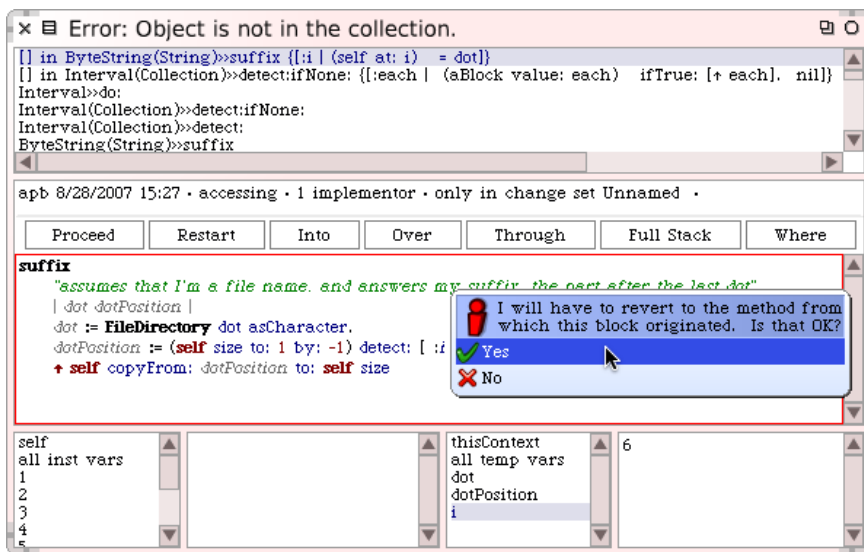 Error: Object is not in the collection.
[] in ByteString(String)>>suffix {[:i | (self at: i)  = dot]}
[] in Interval(Collection)>>detect:ifNone: {[:each |  (aBlock value: each)  ifTrue: [↑ each].  nil]}
Interval>>do:
Interval(Collection)>>detect:ifNone:
Interval(Collection)>>detect:
ByteString(String)>>suffix
apb 8/28/2007 15:27 · accessing · 1 implementor · only in change set Unnamed ·
Proceed Restart Into Over Through Full Stack Where
suffix
"assumes that I'm a file name, and answers my suffix, the part after the last dot"
| dot dotPosition |
dot := FileDirectory dot asCharacter.
dotPosition := (self size to: 1 by: -1) detect: [ :i
↑ self copyFrom: dotPosition to: self size
I will have to revert to the method from
which this block originated.  Is that OK?
Yes
No
self
all inst vars
1
2
3
4
5
thisContext
all temp vars
dot
dotPosition
i
6